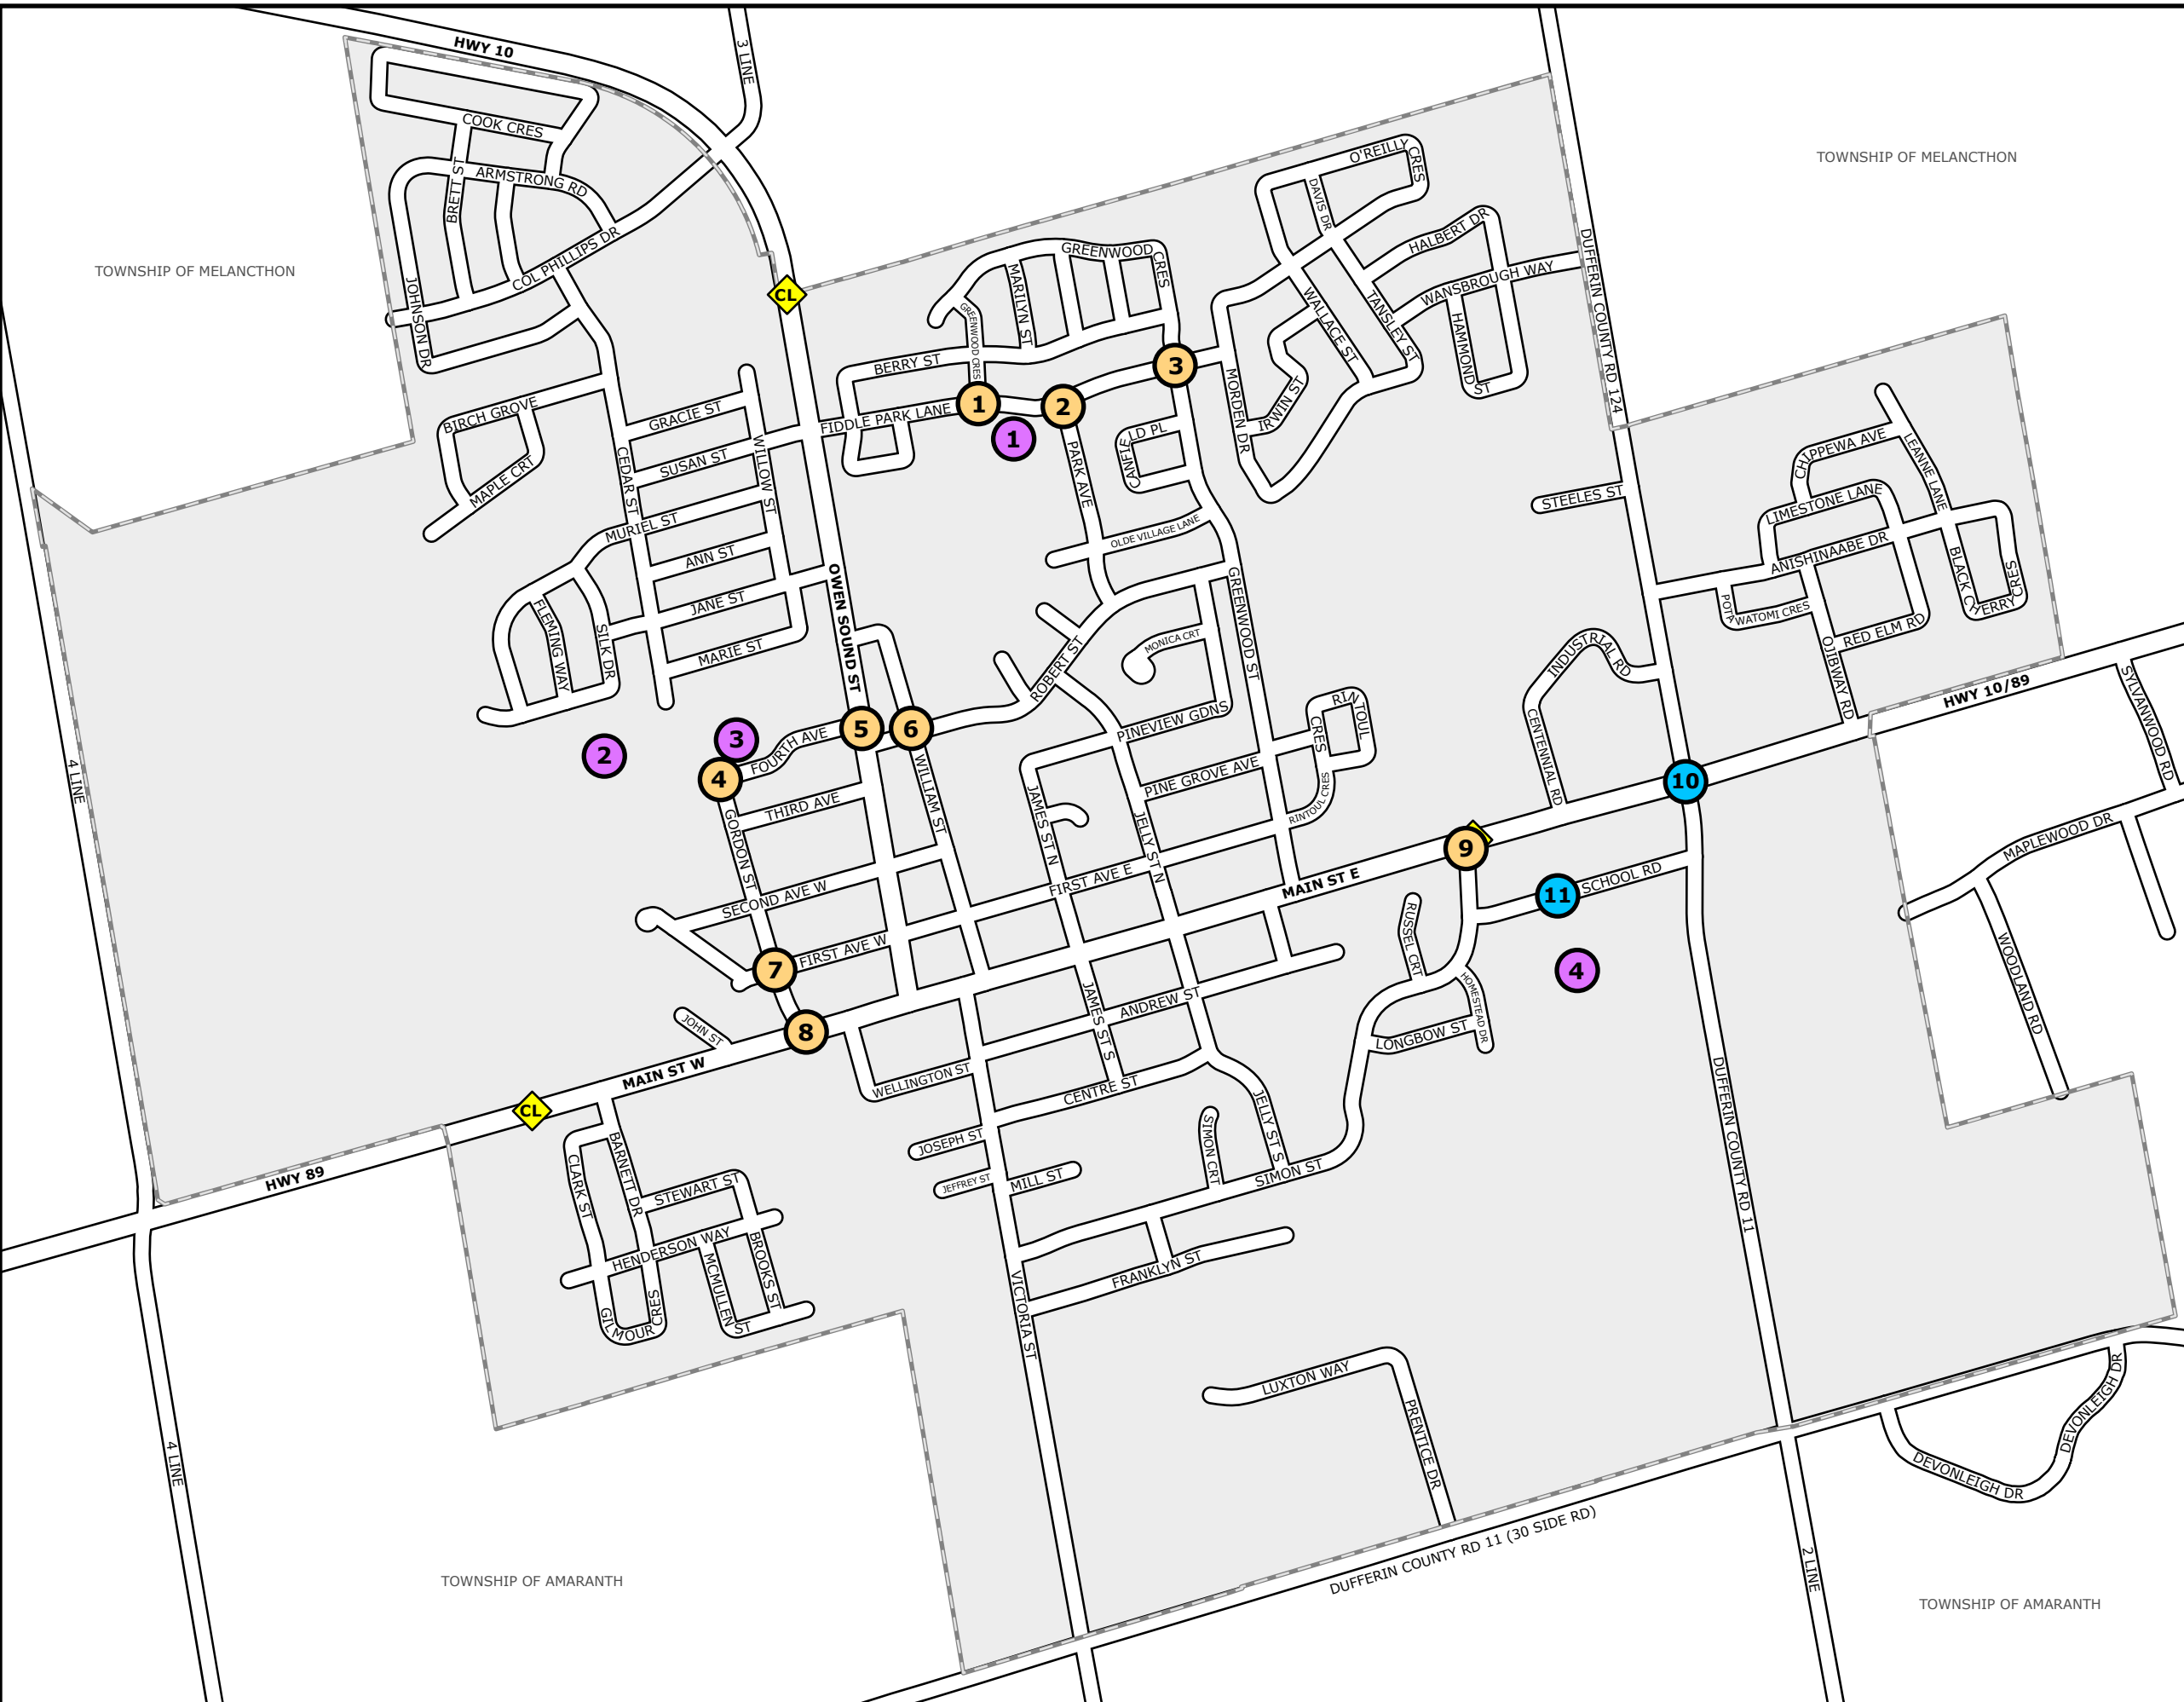 HWY 10
3 LINE
COOK CRES
TOWNSHIP OF MELANCTHON
ARMSTRONG RD
BRETT ST
O'REILLY CRES
DAVIS DR
HALBERT DR
COL PHILLIPS DR
TOWNSHIP OF MELANCTHON
JOHNSON DR
CL
GREENWOOD CRES
MARILYN ST
GREENWOOD CRES
WANSBROUGH WAY
WALLACE ST
TANSLEY ST
HAMMOND ST
DUFFERIN COUNTY RD 124
BERRY ST
3
MORDEN DR
IRWIN ST
BIRCH GROVE
MAPLE CRT
GRACIE ST
FIDDLE PARK LANE
1
2
1
CANFIELD PL
PARK AVE
CEDAR ST
SUSAN ST
WILLOW ST
CHIPPEWA AVE
LEANNE LANE
STEELES ST
LIMESTONE LANE
MURIEL ST
OLDE VILLAGE LANE
ANN ST
ANISHINAABE DR
BLACK CHERRY CRES
OWEN SOUND ST
JANE ST
GREENWOOD ST
POTAWATOMI CRES
FLEMING WAY
SILK DR
MARIE ST
MONICA CRT
ROBERT ST
RED ELM RD
OJIBWAY RD
INDUSTRIAL RD
HWY 10/89
SYLVANWOOD RD
CENTENNIAL RD
RINTOUL CRES
PINEVIEW GDNS
5
6
3
2
4
FOURTH AVE
4 LINE
WILLIAM ST
PINE GROVE AVE
RINTOUL CRES
10
THIRD AVE
GORDON ST
JAMES ST N
JELLY ST N
MAPLEWOOD DR
9
FIRST AVE E
MAIN ST E
SCHOOL RD
11
SECOND AVE W
FIRST AVE W
RUSSEL CRT
7
4
WOODLAND RD
HOMESTEAD DR
ANDREW ST
JAMES ST S
JOHN ST
8
LONGBOW ST
MAIN ST W
WELLINGTON ST
CENTRE ST
CL
JELLY ST S
DUFFERIN COUNTY RD 11
JOSEPH ST
SIMON CRT
BARNETT DR
CLARK ST
HWY 89
JEFFREY ST
MILL ST
SIMON ST
STEWART ST
HENDERSON WAY
BROOKS ST
MCMULLEN ST
FRANKLYN ST
GILMOUR CRES
VICTORIA ST
LUXTON WAY
PRENTICE DR
DEVONLEIGH DR
DEVONLEIGH DR
4 LINE
DUFFERIN COUNTY RD 11 (30 SIDE RD)
2 LINE
TOWNSHIP OF AMARANTH
TOWNSHIP OF AMARANTH